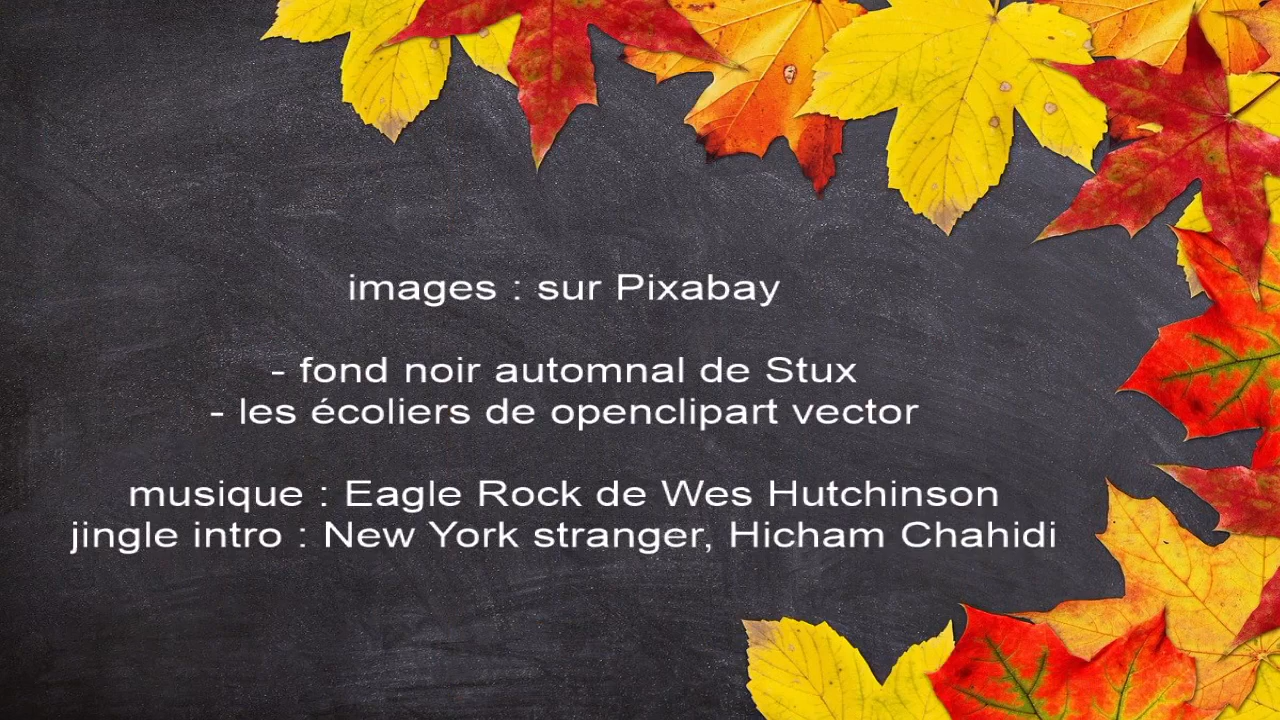 images : sur Pixabay
- fond noir automnal de Stux
- les écoliers de openclipart vector
musique : Eagle Rock de Wes Hutchinson
jingle intro : New York stranger, Hicham Chahidi